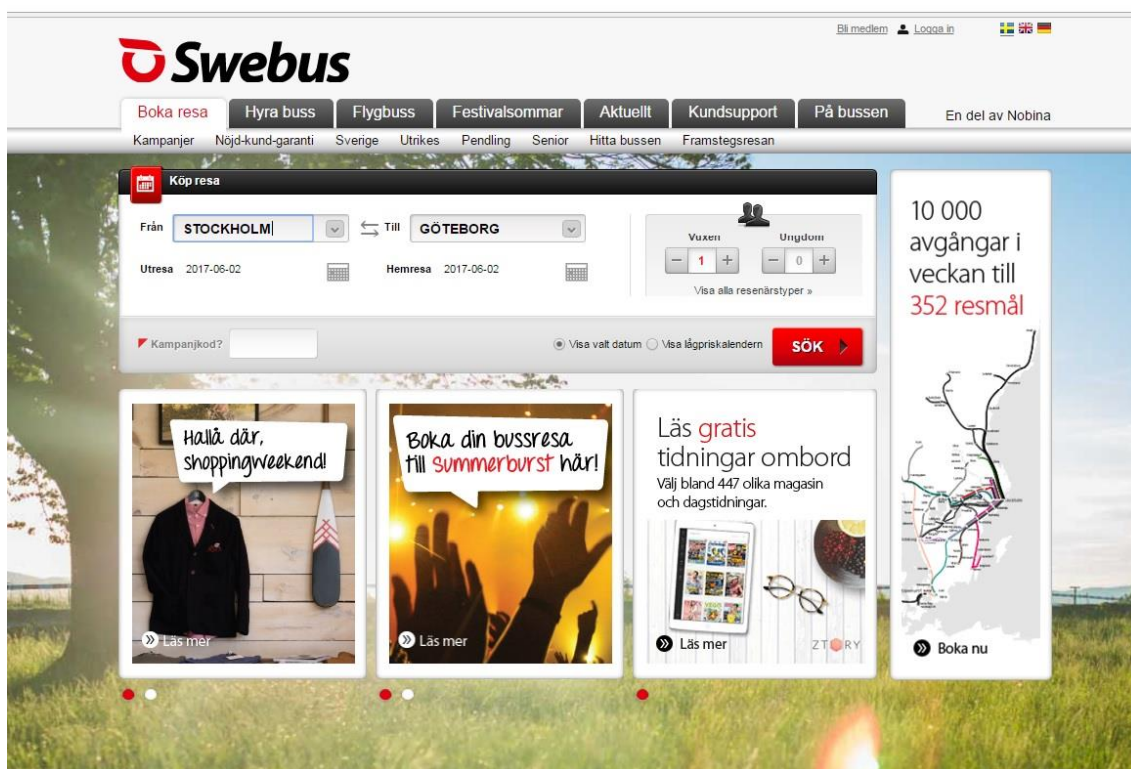 Bli medlem Logga in
Swebus
Boka resa Hyra buss Flygbuss Festivalsommar Aktuellt Kundsupport På bussen En del av Nobina
Kampanjer Nöjd-kund-garanti Sverige Utrikes Pendling Senior Hitta bussen Framstegsresan
Köp resa
Från STOCKHOLM Till GÖTEBORG
Vuxen Ungdom
Utresa 2017-06-02 Hemresa 2017-06-02
− 1 + − 0 +
Visa alla resenärstyper »
Kampanjkod? Visa valt datum Visa lågpriskalendern SÖK
10 000
avgångar i
veckan till
352 resmål
Boka nu
Hallå där,
shoppingweekend!
Läs mer
Boka din bussresa
till summerburst här!
Läs mer
Läs gratis
tidningar ombord
Välj bland 447 olika magasin
och dagstidningar.
Läs mer ZTORY